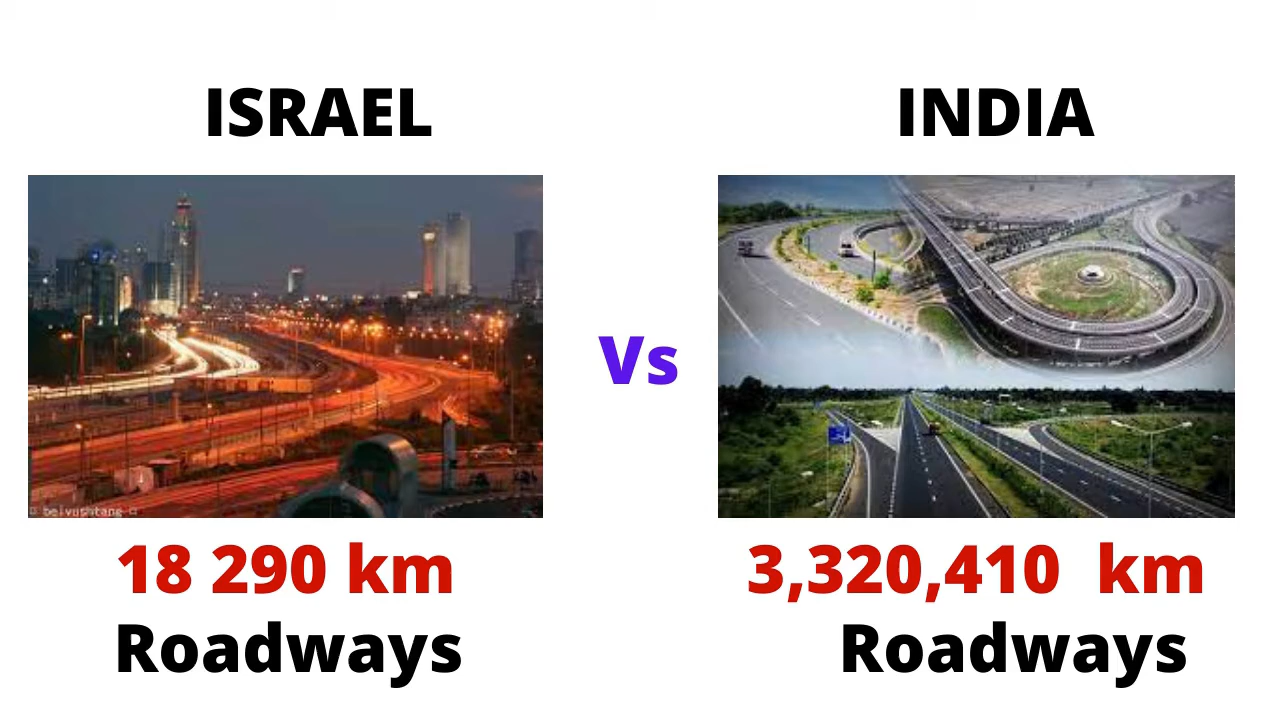 ISRAEL
INDIA
Vs
18 290 km
Roadways
3,320,410 km
Roadways